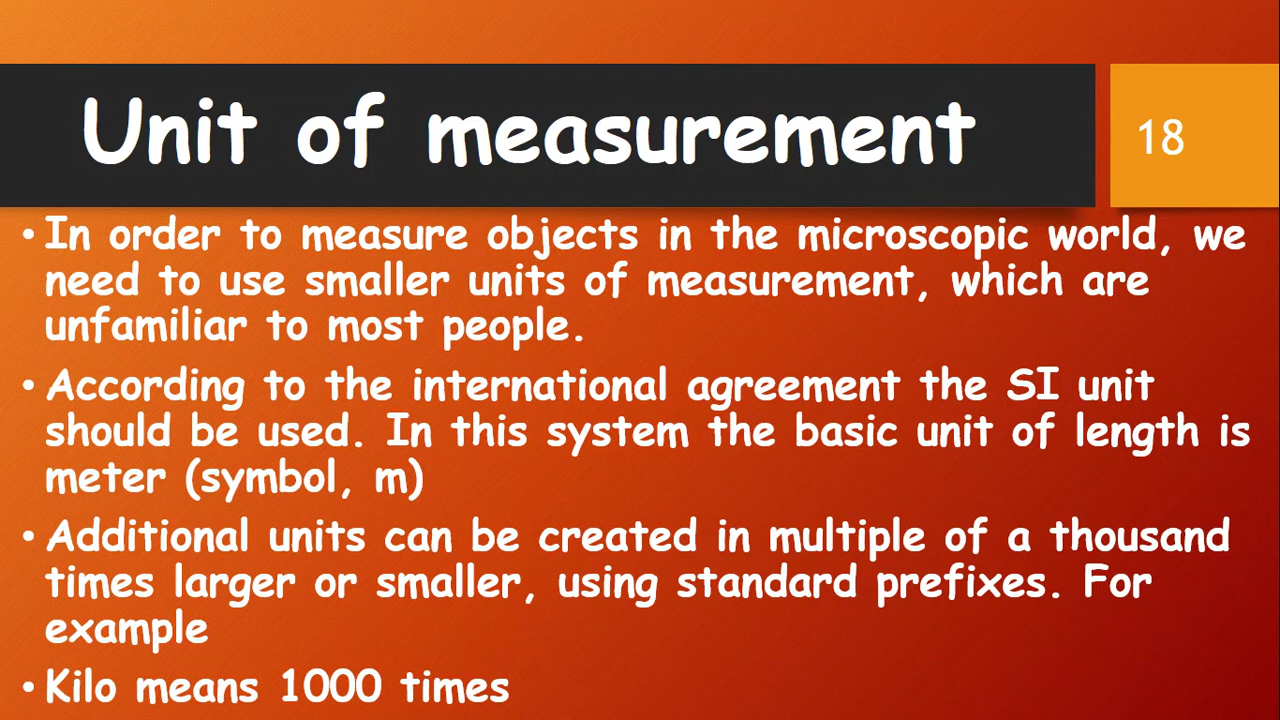 Unit of measurement
18
• In order to measure objects in the microscopic world, we
need to use smaller units of measurement, which are
unfamiliar to most people.
• According to the international agreement the SI unit
should be used. In this system the basic unit of length is
meter (symbol, m)
• Additional units can be created in multiple of a thousand
times larger or smaller, using standard prefixes. For
example
• Kilo means 1000 times